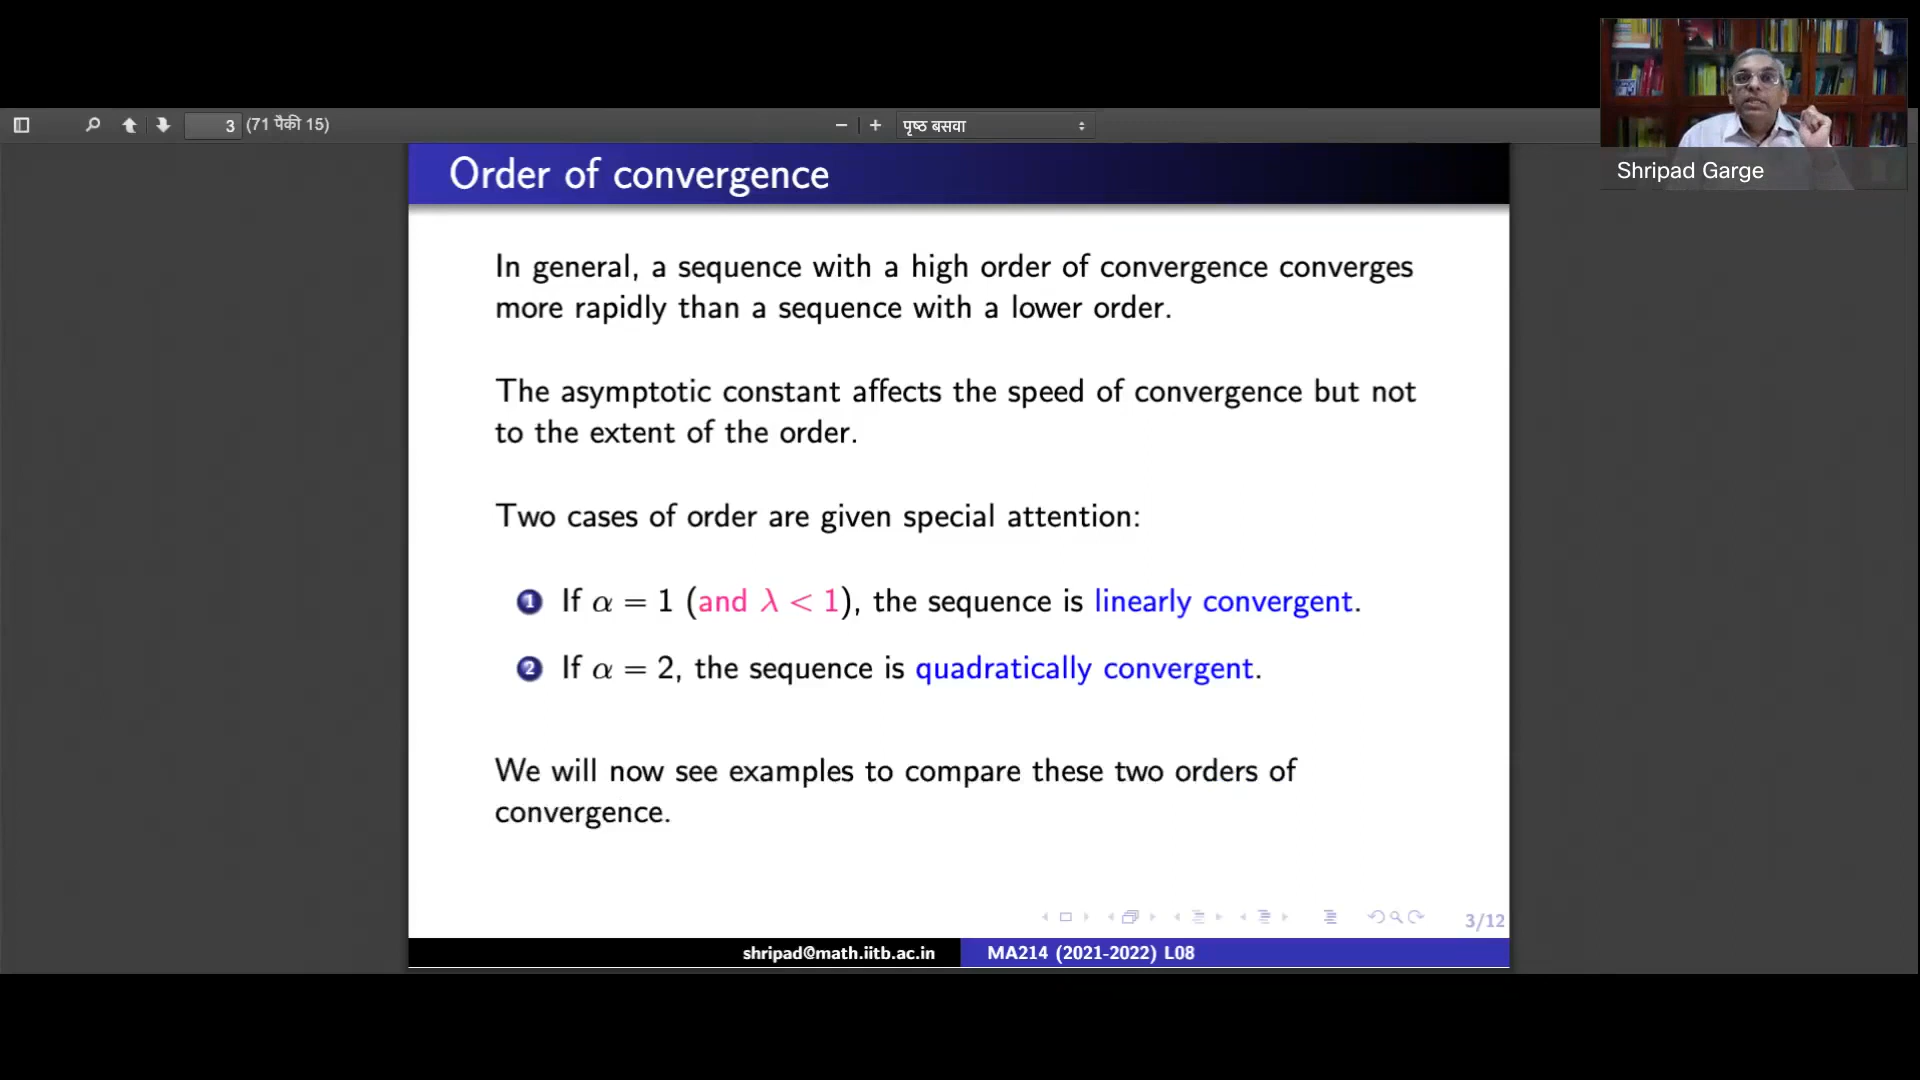 Shripad Garge
3 (71 पैकी 15)
पृष्ठ बसवा
Order of convergence
In general, a sequence with a high order of convergence converges
more rapidly than a sequence with a lower order.
The asymptotic constant affects the speed of convergence but not
to the extent of the order.
Two cases of order are given special attention:
1 If α = 1 (and λ < 1), the sequence is linearly convergent.
2 If α = 2, the sequence is quadratically convergent.
We will now see examples to compare these two orders of
convergence.
3/12
shripad@math.iitb.ac.in MA214 (2021-2022) L08